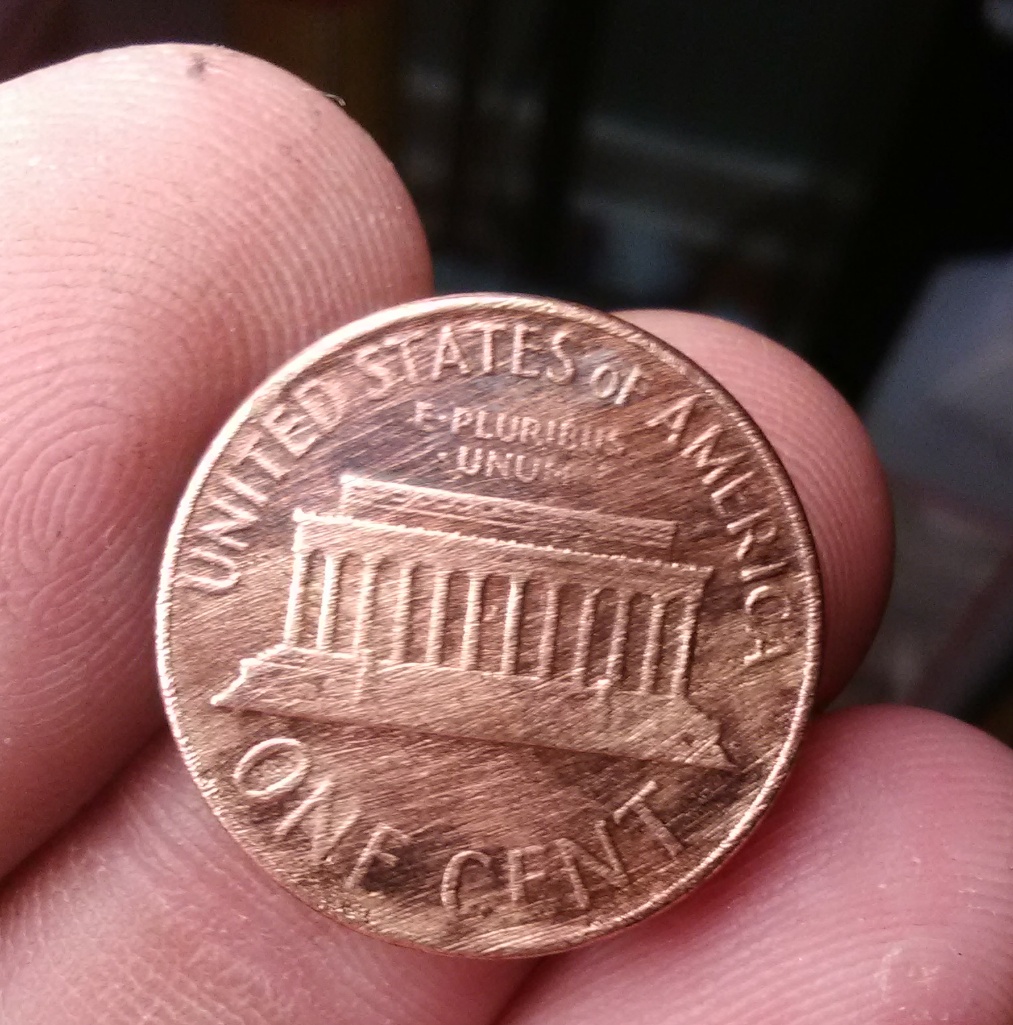 UNITED STATES OF AMERICA
E·PLURIBUS
·UNUM·
ONE CENT